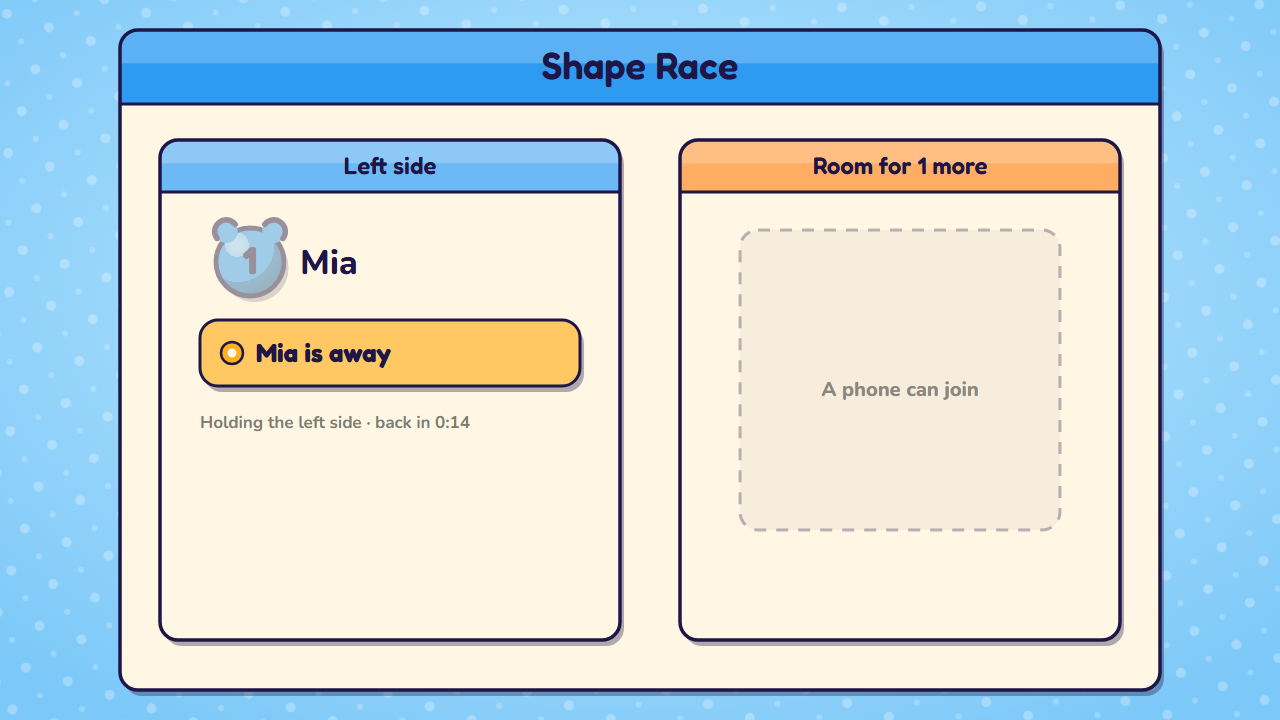 Shape Race
Left side
1
Mia
Mia is away
Holding the left side · back in 0:14
Room for 1 more
A phone can join